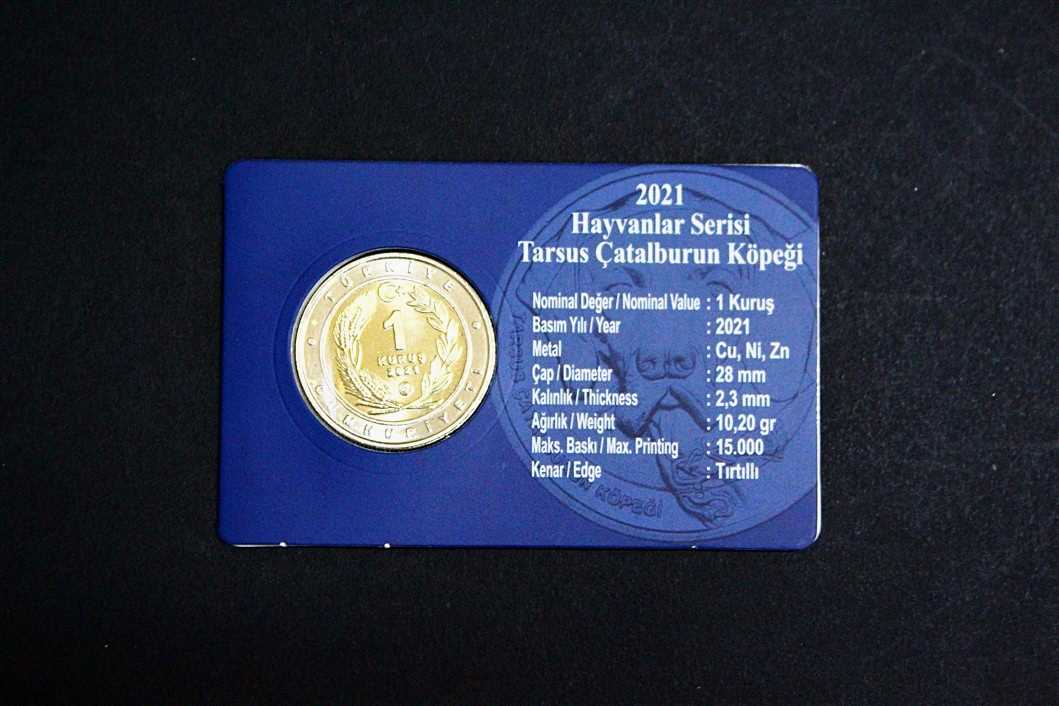 2021
Hayvanlar Serisi
Tarsus Çatalburun Köpeği
Nominal Değer / Nominal Value : 1 Kuruş
Basım Yılı / Year : 2021
Metal : Cu, Ni, Zn
Çap / Diameter : 28 mm
Kalınlık / Thickness : 2,3 mm
Ağırlık / Weight : 10,20 gr
Maks. Baskı / Max. Printing : 15.000
Kenar / Edge : Tırtıllı
TÜRKİYE
CUMHURİYETİ
1
KURUŞ
2021
KÖPEĞİ